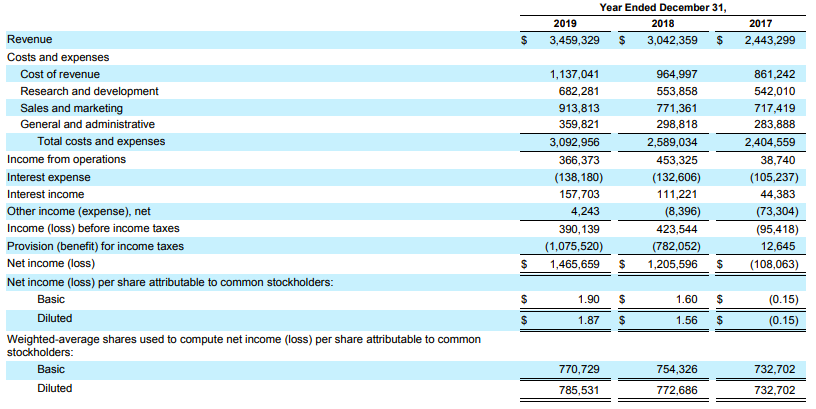 Year Ended December 31,
2019 2018 2017
Revenue $ 3,459,329 $ 3,042,359 $ 2,443,299
Costs and expenses
Cost of revenue 1,137,041 964,997 861,242
Research and development 682,281 553,858 542,010
Sales and marketing 913,813 771,361 717,419
General and administrative 359,821 298,818 283,888
Total costs and expenses 3,092,956 2,589,034 2,404,559
Income from operations 366,373 453,325 38,740
Interest expense (138,180) (132,606) (105,237)
Interest income 157,703 111,221 44,383
Other income (expense), net 4,243 (8,396) (73,304)
Income (loss) before income taxes 390,139 423,544 (95,418)
Provision (benefit) for income taxes (1,075,520) (782,052) 12,645
Net income (loss) $ 1,465,659 $ 1,205,596 $ (108,063)
Net income (loss) per share attributable to common stockholders:
Basic $ 1.90 $ 1.60 $ (0.15)
Diluted $ 1.87 $ 1.56 $ (0.15)
Weighted-average shares used to compute net income (loss) per share attributable to common
stockholders:
Basic 770,729 754,326 732,702
Diluted 785,531 772,686 732,702